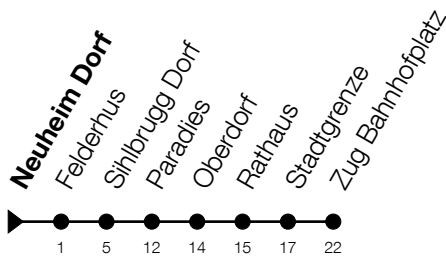 Neuheim Dorf
Felderhus
Sihlbrugg Dorf
Paradies
Oberdorf
Rathaus
Stadtgrenze
Zug Bahnhofplatz
1 5 12 14 15 17 22